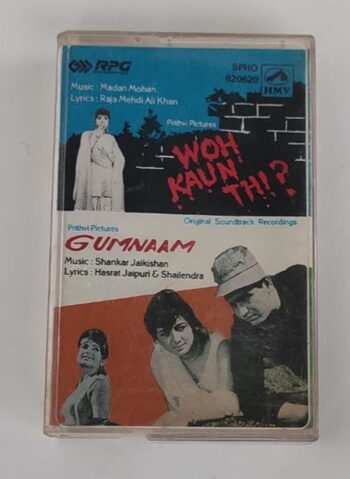 RPG
SPHO
820620
HMV
Music : Madan Mohan
Lyrics : Raja Mehdi Ali Khan
Prithvi Pictures
WOH
KAUN
THI?
Original Soundtrack Recordings
Prithvi Pictures
GUMNAAM
Music : Shankar Jaikishan
Lyrics : Hasrat Jaipuri & Shailendra